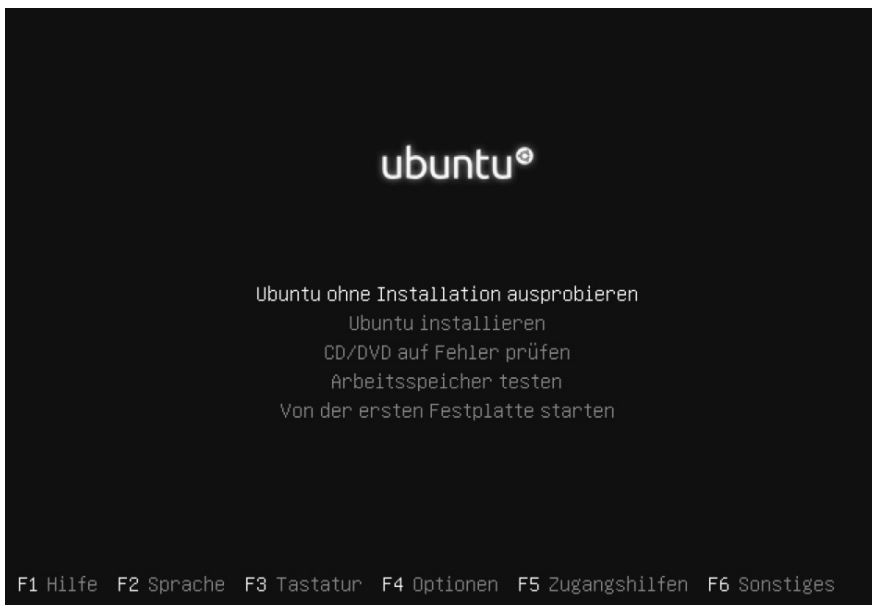 ubuntu
Ubuntu ohne Installation ausprobieren
Ubuntu installieren
CD/DVD auf Fehler prüfen
Arbeitsspeicher testen
Von der ersten Festplatte starten
F1 Hilfe F2 Sprache F3 Tastatur F4 Optionen F5 Zugangshilfen F6 Sonstiges